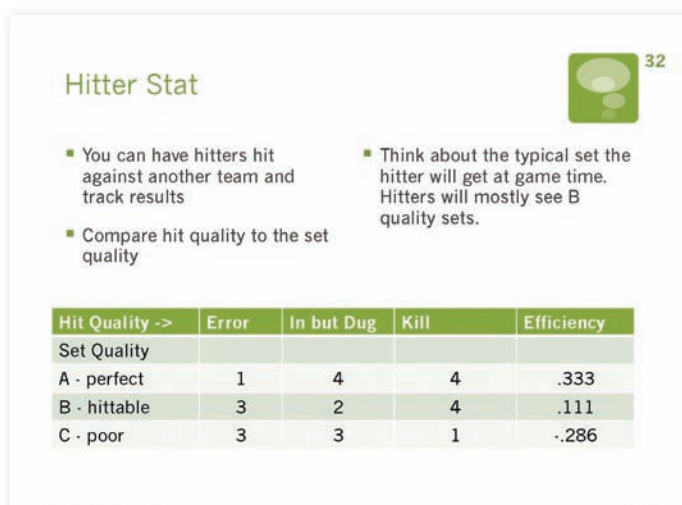 32
Hitter Stat
▪ You can have hitters hit
against another team and
track results
▪ Compare hit quality to the set
quality
▪ Think about the typical set the
hitter will get at game time.
Hitters will mostly see B
quality sets.
Hit Quality -> Error In but Dug Kill Efficiency
Set Quality
A - perfect 1 4 4 .333
B - hittable 3 2 4 .111
C - poor 3 3 1 -.286